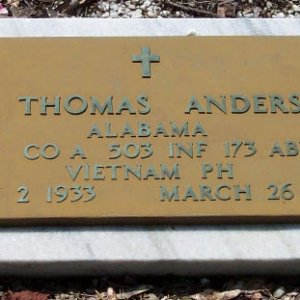 THOMAS ANDERS
ALABAMA
CO A 503 INF 173 AB
VIETNAM PH
2 1933 MARCH 26